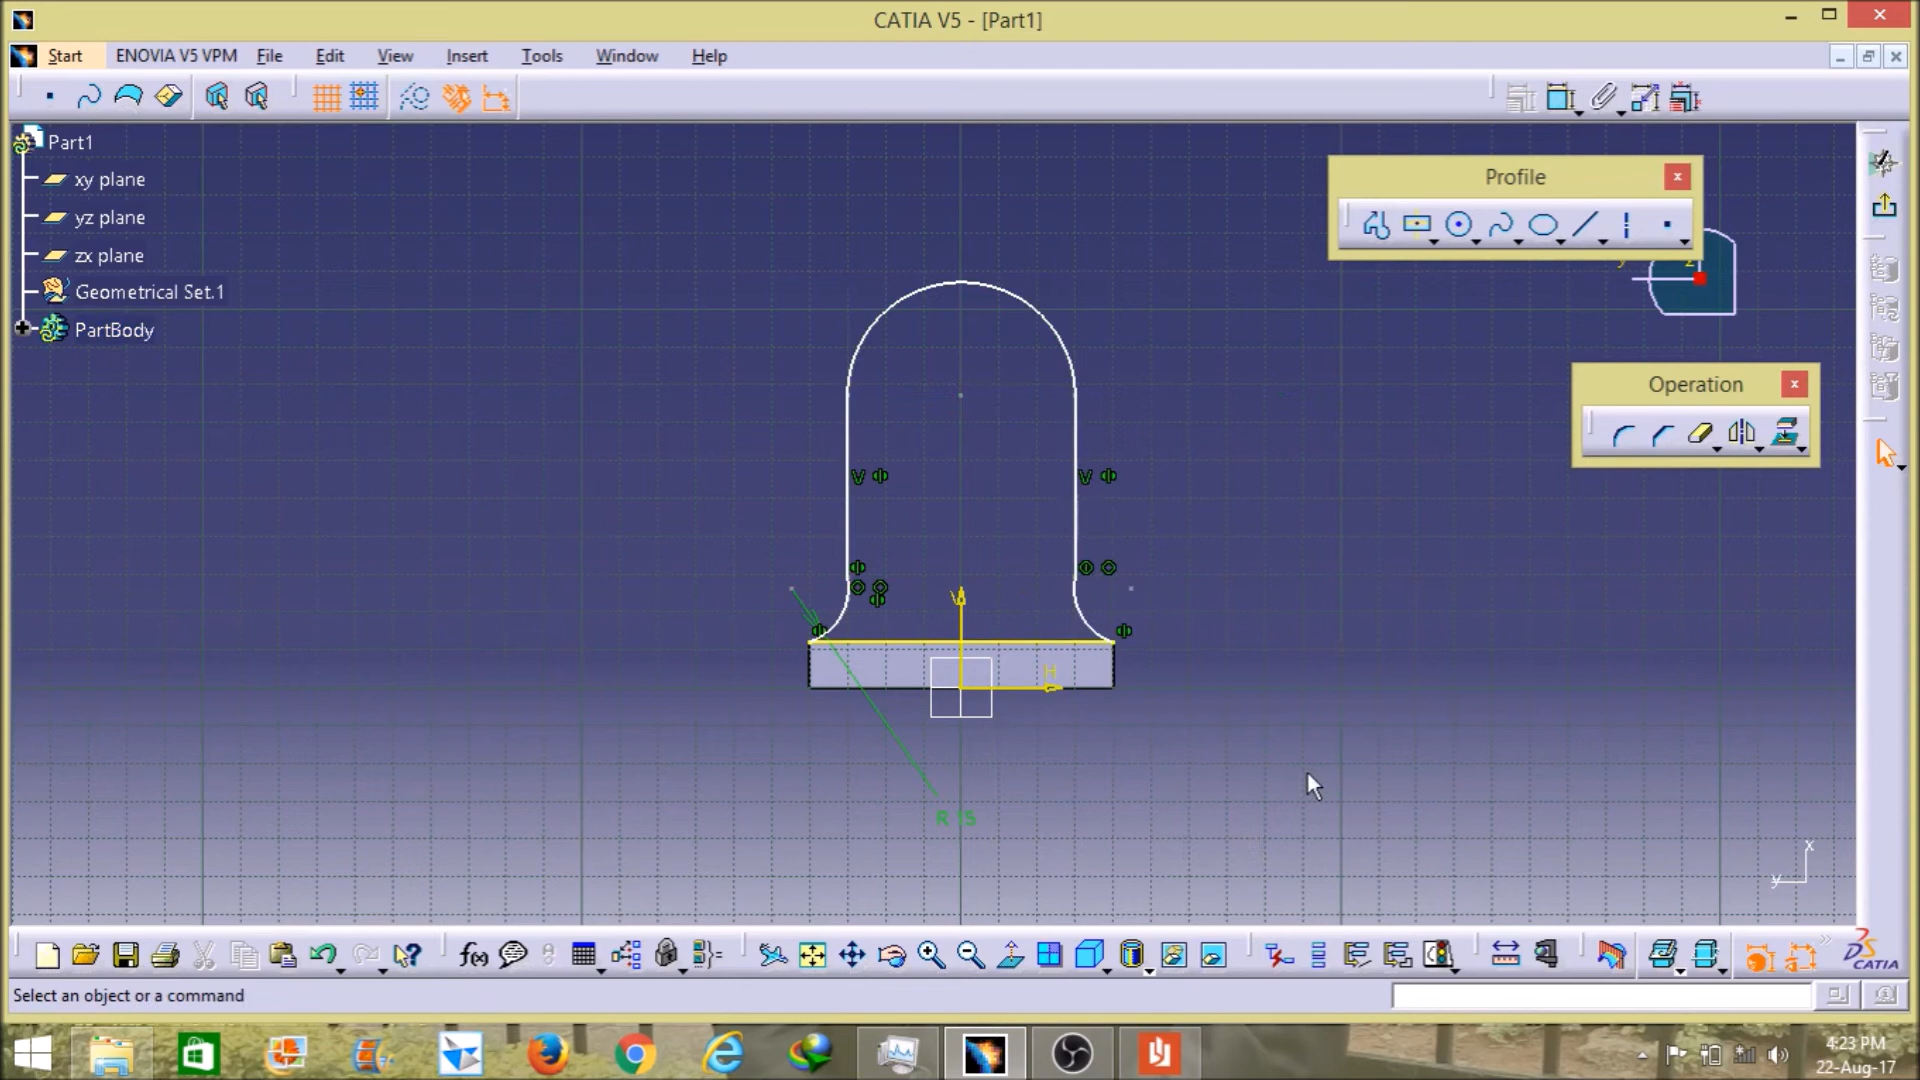 CATIA V5 - [Part1]
Start ENOVIA V5 VPM File Edit View Insert Tools Window Help
Part1
xy plane
yz plane
zx plane
Geometrical Set.1
PartBody
Profile
y z
Operation
V V
V
H
R 15
x
y
f(x)
CATIA
Select an object or a command
4:23 PM
22-Aug-17